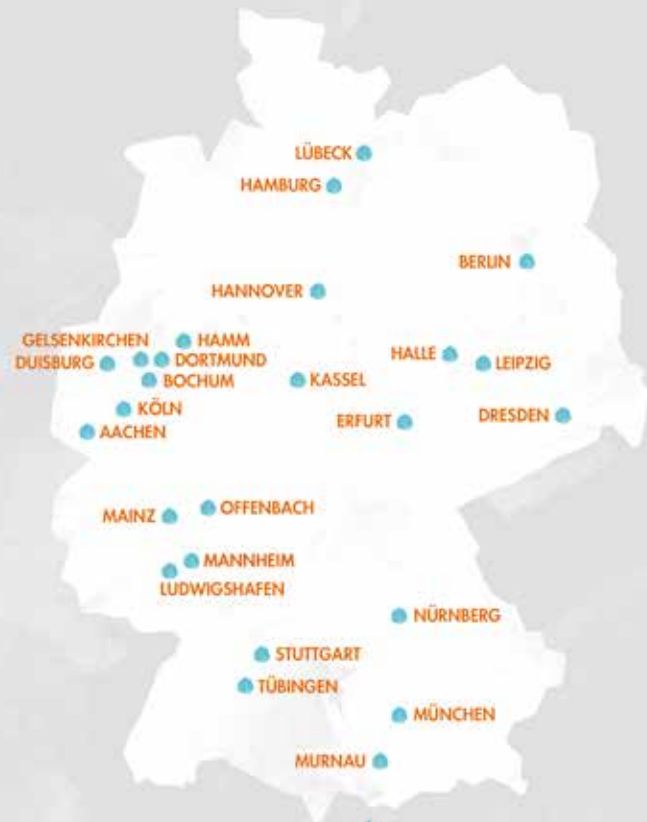 LÜBECK
HAMBURG
BERLIN
HANNOVER
GELSENKIRCHEN
HAMM
DUISBURG
DORTMUND
HALLE
LEIPZIG
BOCHUM
KASSEL
KÖLN
DRESDEN
ERFURT
AACHEN
OFFENBACH
MAINZ
MANNHEIM
LUDWIGSHAFEN
NÜRNBERG
STUTTGART
TÜBINGEN
MÜNCHEN
MURNAU